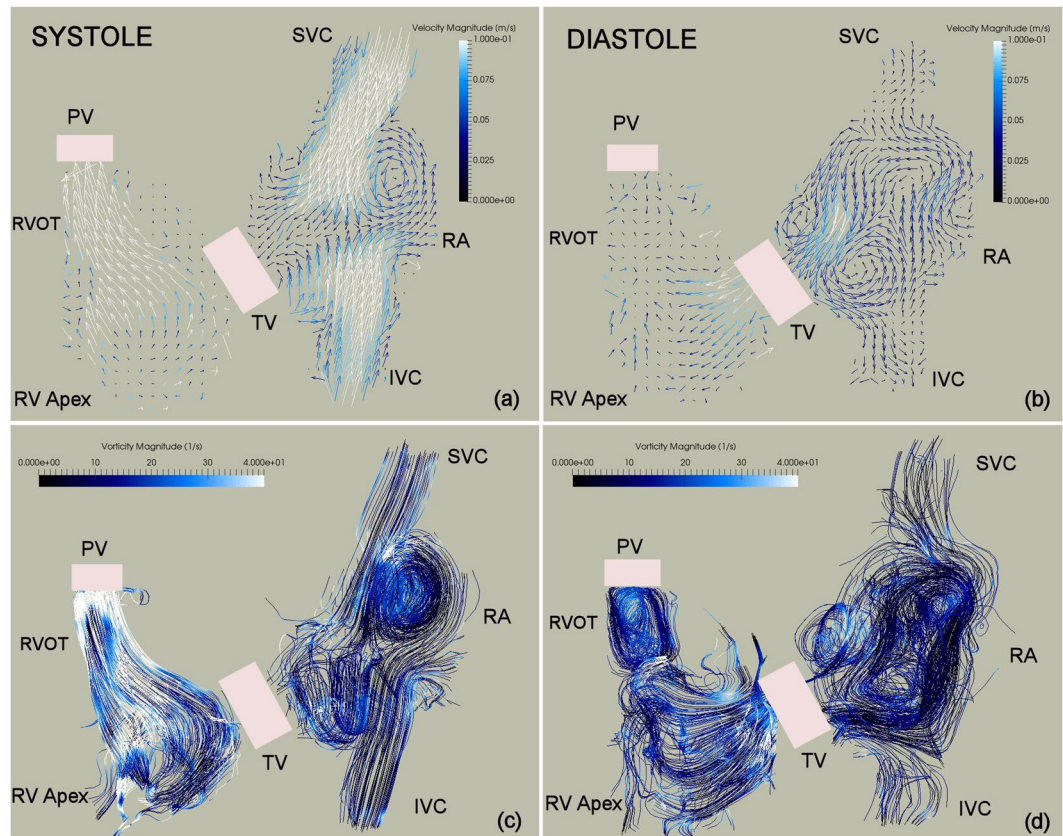 SYSTOLE
SVC
Velocity Magnitude (m/s)
1.000e-01
0.075
0.05
0.025
0.000e+00
PV
RVOT
RA
TV
RV Apex
IVC
(a)
DIASTOLE
SVC
Velocity Magnitude (m/s)
1.000e-01
0.075
0.05
0.025
0.000e+00
PV
RVOT
RA
TV
RV Apex
IVC
(b)
Vorticity Magnitude (1/s)
0.000e+00 10 20 30 4.000e+01
SVC
PV
RVOT
RA
TV
RV Apex
IVC
(c)
Vorticity Magnitude (1/s)
0.000e+00 10 20 30 4.000e+01
SVC
PV
RVOT
RA
TV
RV Apex
IVC
(d)